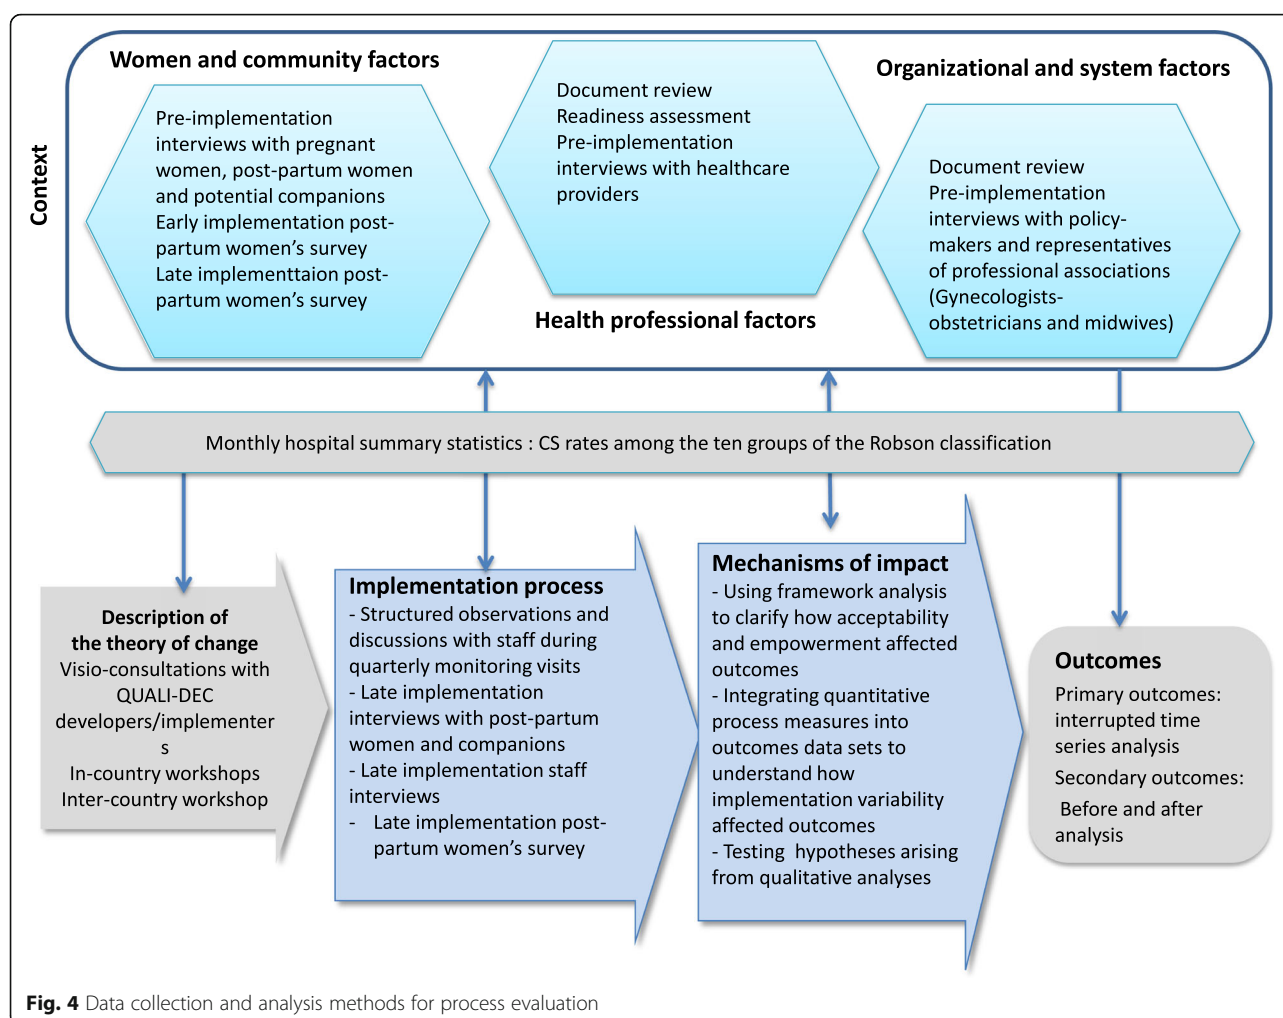 Women and community factors
Pre-implementation
interviews with pregnant
women, post-partum women
and potential companions
Early implementation post-
partum women's survey
Late implementtaion post-
partum women's survey
Document review
Readiness assessment
Pre-implementation
interviews with healthcare
providers
Health professional factors
Organizational and system factors
Document review
Pre-implementation
interviews with policy-
makers and representatives
of professional associations
(Gynecologists-
obstetricians and midwives)
Context
Monthly hospital summary statistics : CS rates among the ten groups of the Robson classification
Description of
the theory of change
Visio-consultations with
QUALI-DEC
developers/implementer
s
In-country workshops
Inter-country workshop
Implementation process
- Structured observations and
discussions with staff during
quarterly monitoring visits
- Late implementation
interviews with post-partum
women and companions
- Late implementation staff
interviews
- Late implementation post-
partum women's survey
Mechanisms of impact
- Using framework analysis
to clarify how acceptability
and empowerment affected
outcomes
- Integrating quantitative
process measures into
outcomes data sets to
understand how
implementation variability
affected outcomes
- Testing hypotheses arising
from qualitative analyses
Outcomes
Primary outcomes:
interrupted time
series analysis
Secondary outcomes:
Before and after
analysis
Fig. 4 Data collection and analysis methods for process evaluation